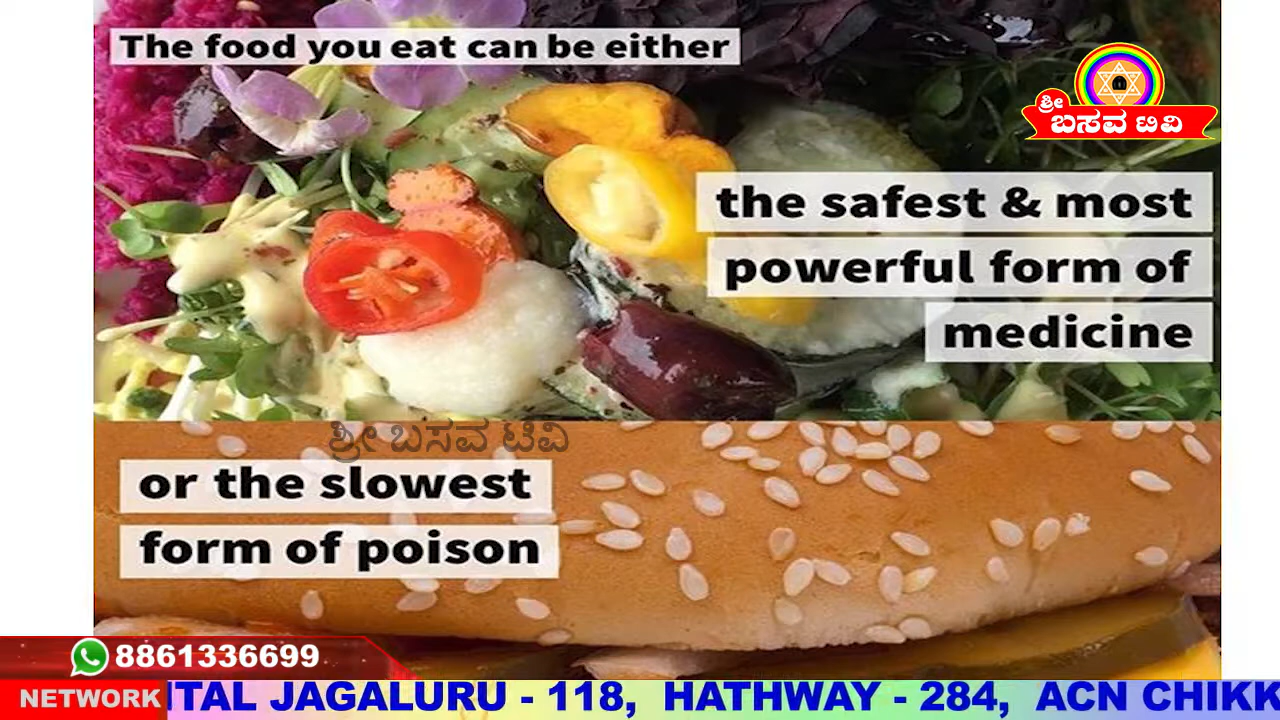 The food you eat can be either
ಶ್ರೀ
ಬಸವ ಟಿವಿ
the safest & most
powerful form of
medicine
ಶ್ರೀ ಬಸವ ಟಿವಿ
or the slowest
form of poison
8861336699
NETWORK ITAL JAGALURU - 118, HATHWAY - 284, ACN CHIKK